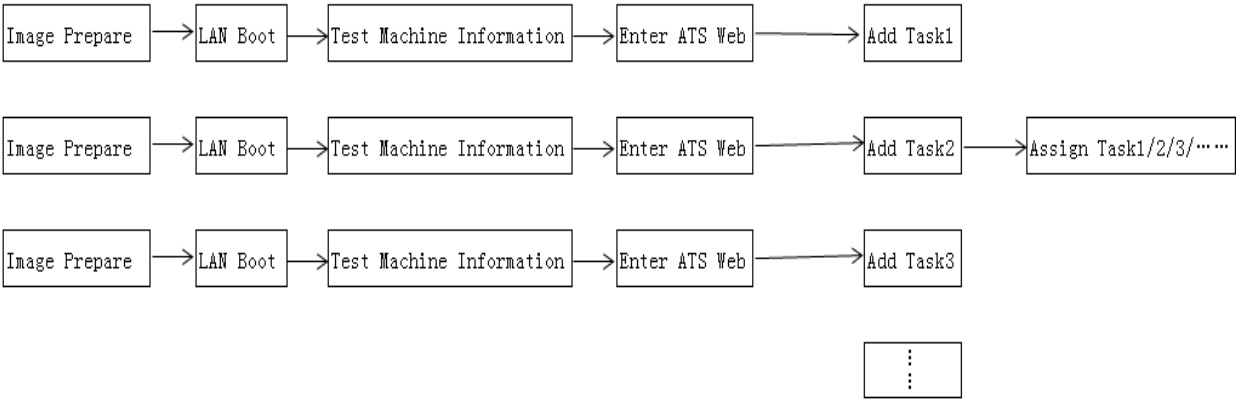 Image Prepare LAN Boot Test Machine Information Enter ATS Web Add Task1
Image Prepare LAN Boot Test Machine Information Enter ATS Web Add Task2 Assign Task1/2/3/……
Image Prepare LAN Boot Test Machine Information Enter ATS Web Add Task3
⋮